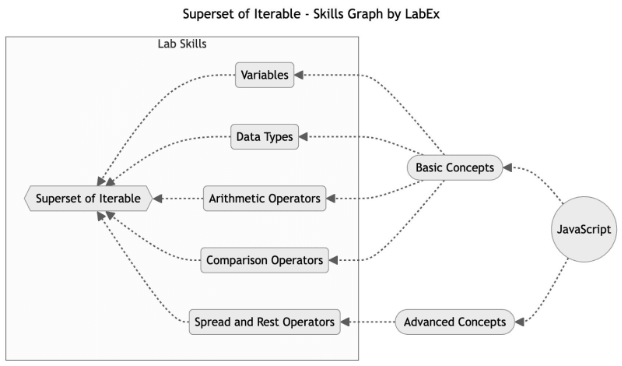 Superset of Iterable - Skills Graph by LabEx
Lab Skills
Variables
Data Types
Basic Concepts
Superset of Iterable
Arithmetic Operators
JavaScript
Comparison Operators
Spread and Rest Operators
Advanced Concepts